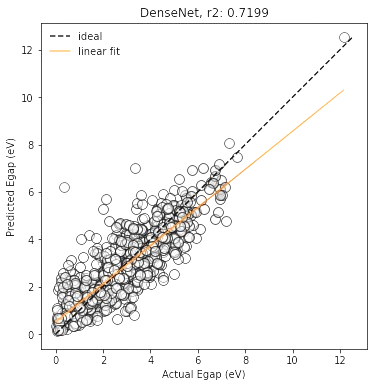 DenseNet, r2: 0.7199
ideal
linear fit
12
10
8
6
4
2
0
Predicted Egap (eV)
0
2
4
6
8
10
12
Actual Egap (eV)